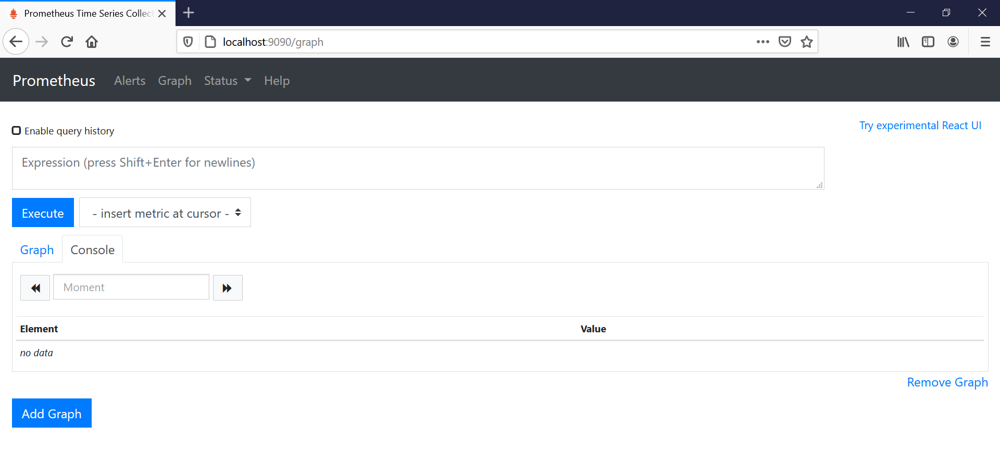 Prometheus Time Series Collect
localhost:9090/graph
Prometheus Alerts Graph Status Help
Enable query history
Try experimental React UI
Expression (press Shift+Enter for newlines)
Execute - insert metric at cursor -
Graph Console
Moment
Element Value
no data
Remove Graph
Add Graph